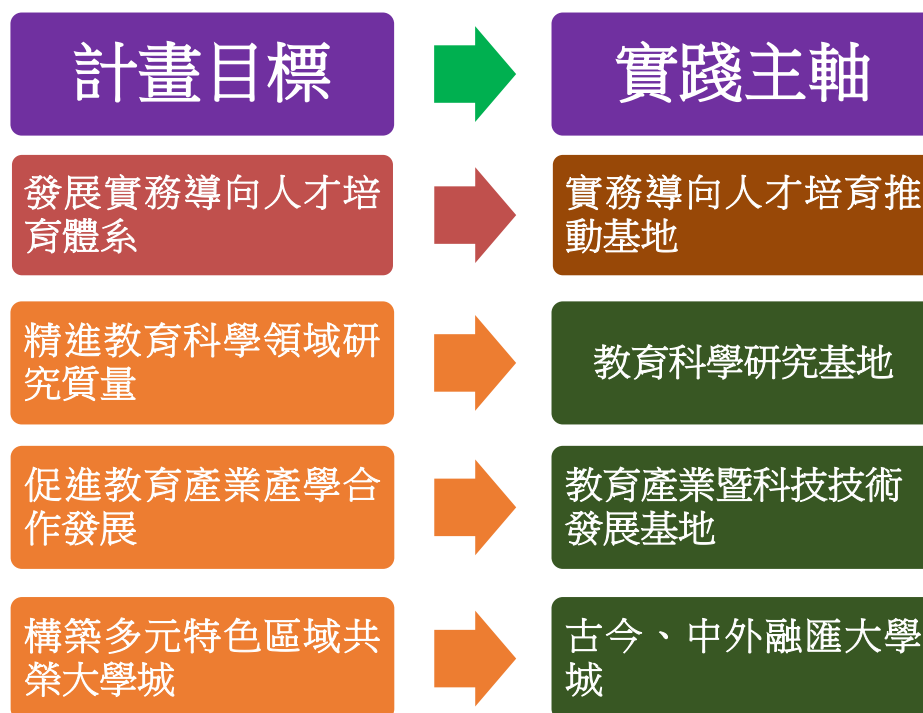 計畫目標
實踐主軸
發展實務導向人才培
育體系
實務導向人才培育推
動基地
精進教育科學領域研
究質量
教育科學研究基地
促進教育產業產學合
作發展
教育產業暨科技技術
發展基地
構築多元特色區域共
榮大學城
古今、中外融匯大學
城